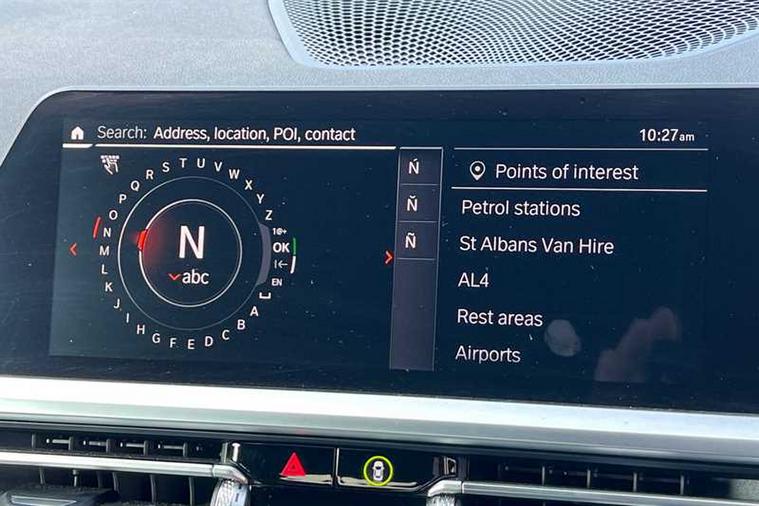 Search: Address, location, POI, contact
10:27am
A B C D E F G H I J K L M N O P Q R S T U V W X Y Z
!@+
OK
EN
N
abc
Ń
Ň
Ñ
Points of interest
Petrol stations
St Albans Van Hire
AL4
Rest areas
Airports